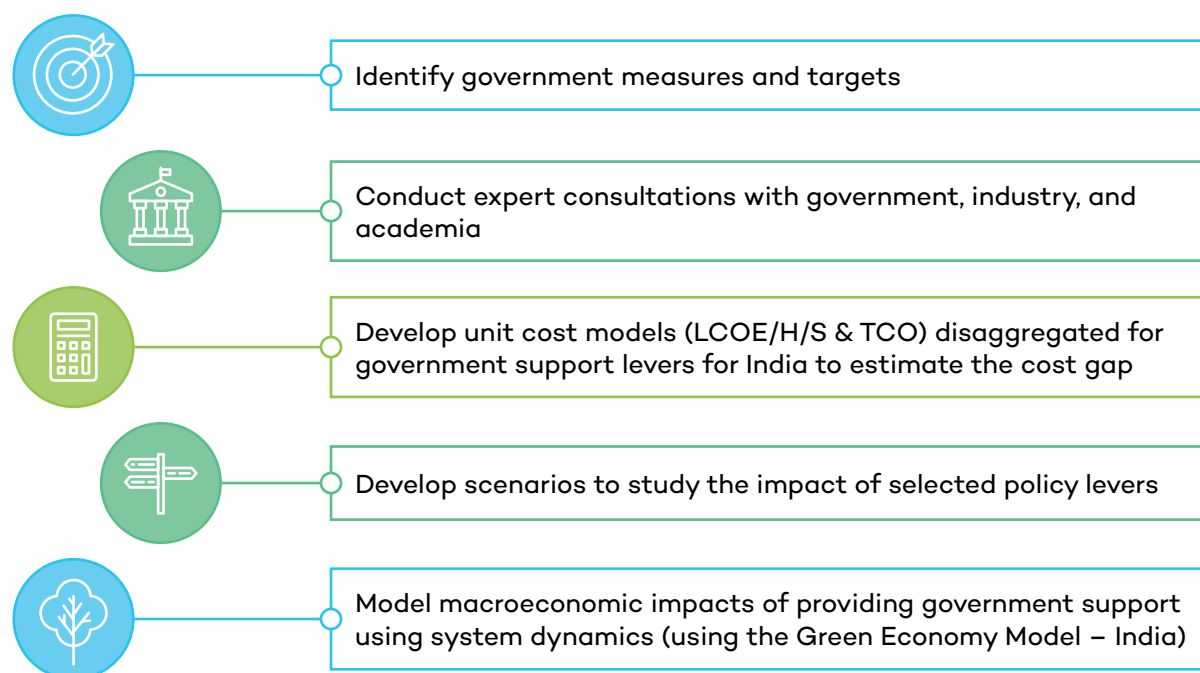 Identify government measures and targets
Conduct expert consultations with government, industry, and
academia
Develop unit cost models (LCOE/H/S & TCO) disaggregated for
government support levers for India to estimate the cost gap
Develop scenarios to study the impact of selected policy levers
Model macroeconomic impacts of providing government support
using system dynamics (using the Green Economy Model – India)